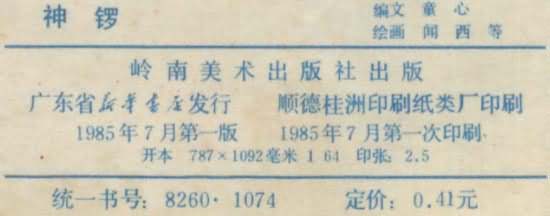 神锣
编文 童心
绘画 闻西等
岭南美术出版社出版
广东省新华书店发行 顺德桂洲印刷纸类厂印刷
1985年7月第一版 1985年7月第一次印刷
开本 787×1092毫米 1 64 印张: 2.5
统一书号: 8260·1074 定价: 0.41元